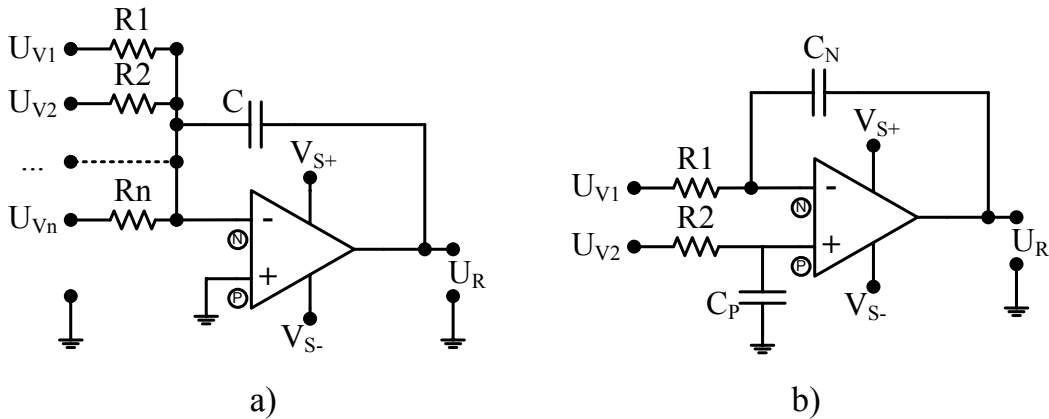 R1
U_V1
R2
U_V2
C
V_S+
...
Rn
U_Vn
-
N
+
P
U_R
V_S-
a)
C_N
V_S+
R1
U_V1
-
N
R2
U_V2
+
P
U_R
C_P
V_S-
b)